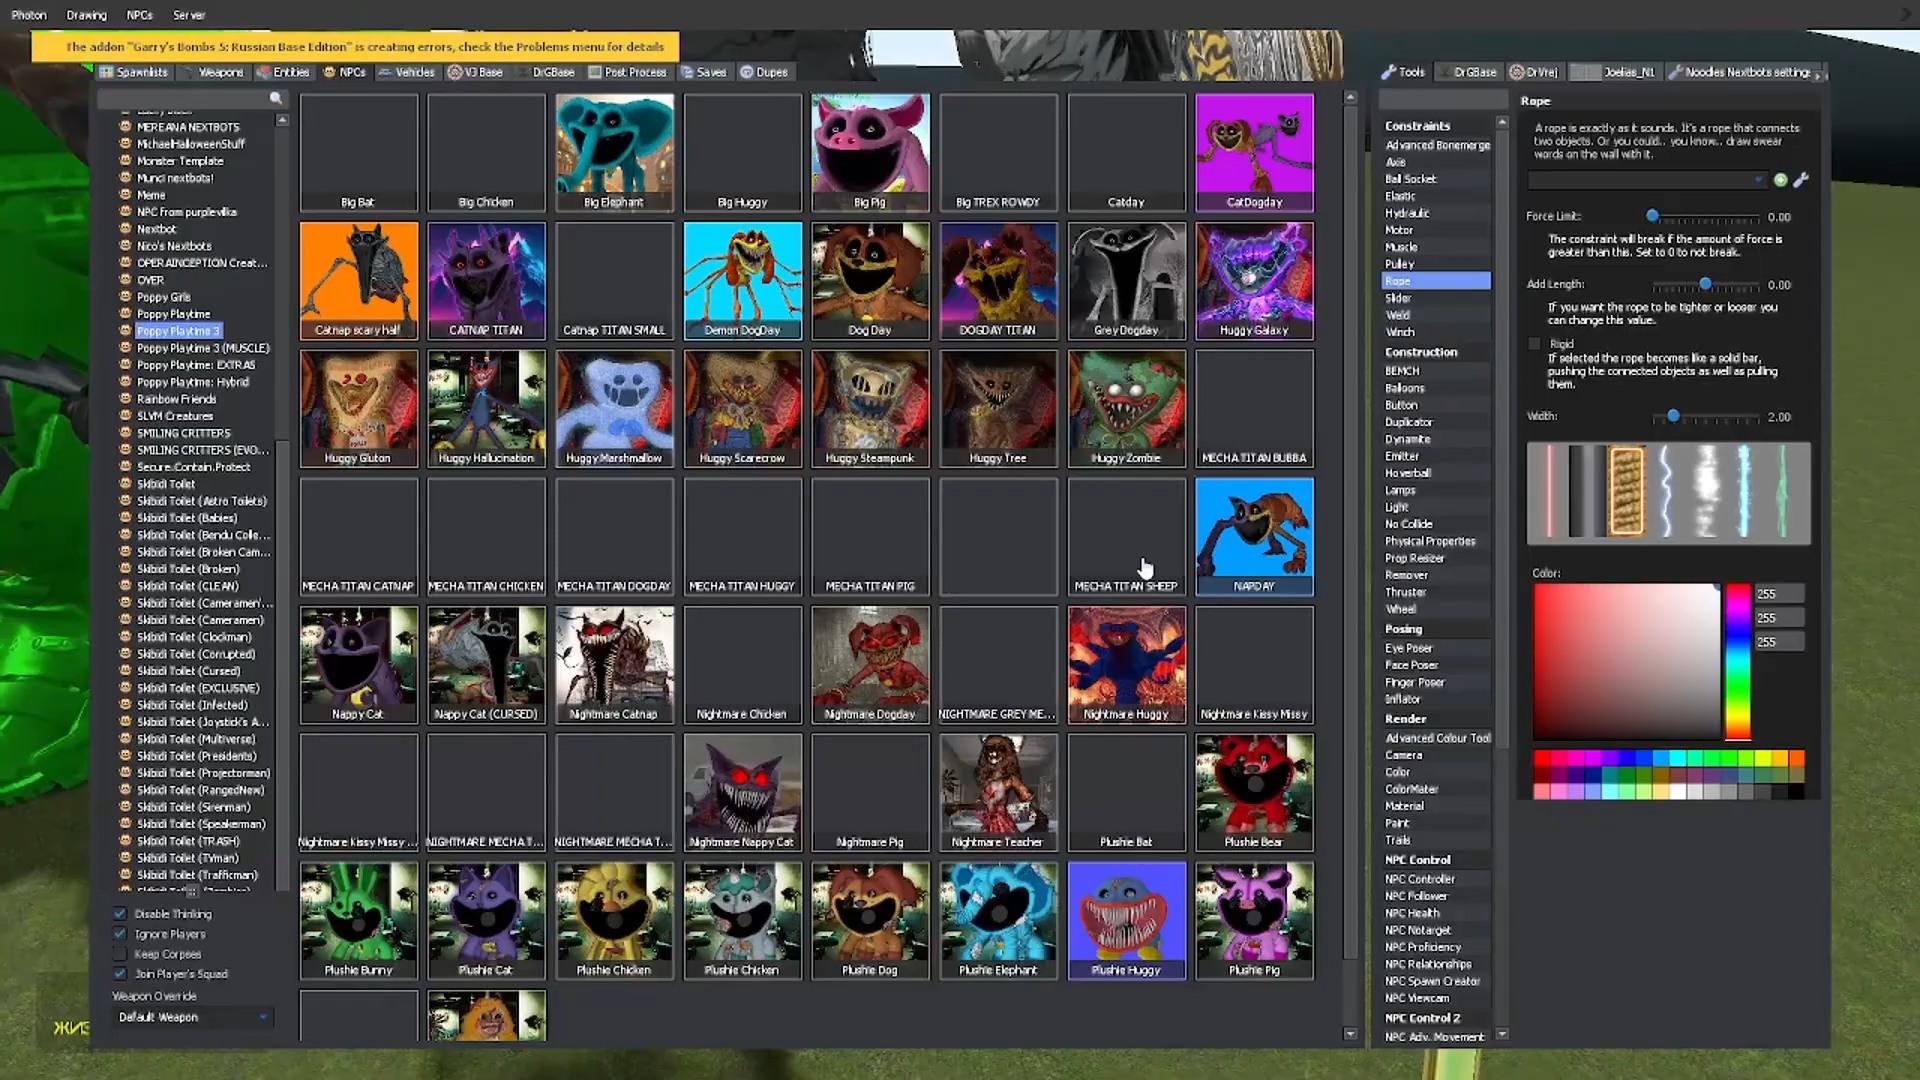 Photon Drawing NPCs Server
The addon "Garry's Bombs 5: Russian Base Edition" is creating errors, check the Problems menu for details
Spawnlists Weapons Entities NPCs Vehicles VJ Base DrGBase Post Process Saves Dupes
MEREANA NEXTBOTS
MichaelHalloweenStuff
Monster Template
Munci nextbots!
Meme
NPC from purplevilka
Nextbot
Nico's Nextbots
OPERAINCEPTION Creat...
OVER
Poppy Girls
Poppy Playtime
Poppy Playtime 3
Poppy Playtime 3 (MUSCLE)
Poppy Playtime: EXTRAS
Poppy Playtime: Hybrid
Rainbow Friends
SLVM Creatures
SMILING CRITTERS
SMILING CRITTERS (EVO...
Secure.Contain.Protect
Skibidi Toilet
Skibidi Toilet (Astro Toilets)
Skibidi Toilet (Babies)
Skibidi Toilet (Bendu Colle...
Skibidi Toilet (Broken Cam...
Skibidi Toilet (Broken)
Skibidi Toilet (CLEAN)
Skibidi Toilet (Cameramen'...
Skibidi Toilet (Cameramen)
Skibidi Toilet (Clockman)
Skibidi Toilet (Corrupted)
Skibidi Toilet (Cursed)
Skibidi Toilet (EXCLUSIVE)
Skibidi Toilet (Infected)
Skibidi Toilet (Joystick's A...
Skibidi Toilet (Multiverse)
Skibidi Toilet (Presidents)
Skibidi Toilet (Projectorman)
Skibidi Toilet (RangedNew)
Skibidi Toilet (Sirenman)
Skibidi Toilet (Speakerman)
Skibidi Toilet (TRASH)
Skibidi Toilet (TVman)
Skibidi Toilet (Trafficman)
Disable Thinking
Ignore Players
Keep Corpses
Join Player's Squad
Weapon Override
Default Weapon
ЖИЗ
Big Bat Big Chicken Big Elephant Big Huggy Big Pig Big TREX ROWDY Catday CatDogday
Catnap scary half CATNAP TITAN Catnap TITAN SMALL Demon DogDay Dog Day DOGDAY TITAN Grey Dogday Huggy Galaxy
Huggy Gluton Huggy Hallucination Huggy Marshmallow Huggy Scarecrow Huggy Steampunk Huggy Tree Huggy Zombie MECHA TITAN BUBBA
MECHA TITAN CATNAP MECHA TITAN CHICKEN MECHA TITAN DOGDAY MECHA TITAN HUGGY MECHA TITAN PIG MECHA TITAN SHEEP NAPDAY
Nappy Cat Nappy Cat (CURSED) Nightmare Catnap Nightmare Chicken Nightmare Dogday NIGHTMARE GREY ME... Nightmare Huggy Nightmare Kissy Missy
Nightmare Kissy Missy ... NIGHTMARE MECHA T... NIGHTMARE MECHA T... Nightmare Nappy Cat Nightmare Pig Nightmare Teacher Plushie Bat Plushie Bear
Plushie Bunny Plushie Cat Plushie Chicken Plushie Chicken Plushie Dog Plushie Elephant Plushie Huggy Plushie Pig
Tools DrGBase DrVrej Joelias_N1 Noodles Nextbots setting
Constraints
Advanced Bonemerge
Axis
Ball Socket
Elastic
Hydraulic
Motor
Muscle
Pulley
Rope
Slider
Weld
Winch
Construction
BEMCH
Balloons
Button
Duplicator
Dynamite
Emitter
Hoverball
Lamps
Light
No Collide
Physical Properties
Prop Resizer
Remover
Thruster
Wheel
Posing
Eye Poser
Face Poser
Finger Poser
Inflator
Render
Advanced Colour Tool
Camera
Color
ColorMater
Material
Paint
Trails
NPC Control
NPC Controller
NPC Follower
NPC Health
NPC Notarget
NPC Proficiency
NPC Relationships
NPC Spawn Creator
NPC Viewcam
NPC Control 2
NPC Adv. Movement
Rope
A rope is exactly as it sounds. It's a rope that connects
two objects. Or you could.. you know.. draw swear
words on the wall with it.
Force Limit: 0.00
The constraint will break if the amount of force is
greater than this. Set to 0 to not break.
Add Length: 0.00
If you want the rope to be tighter or looser you
can change this value.
Rigid
If selected the rope becomes like a solid bar,
pushing the connected objects as well as pulling
them.
Width: 2.00
Color:
255
255
255